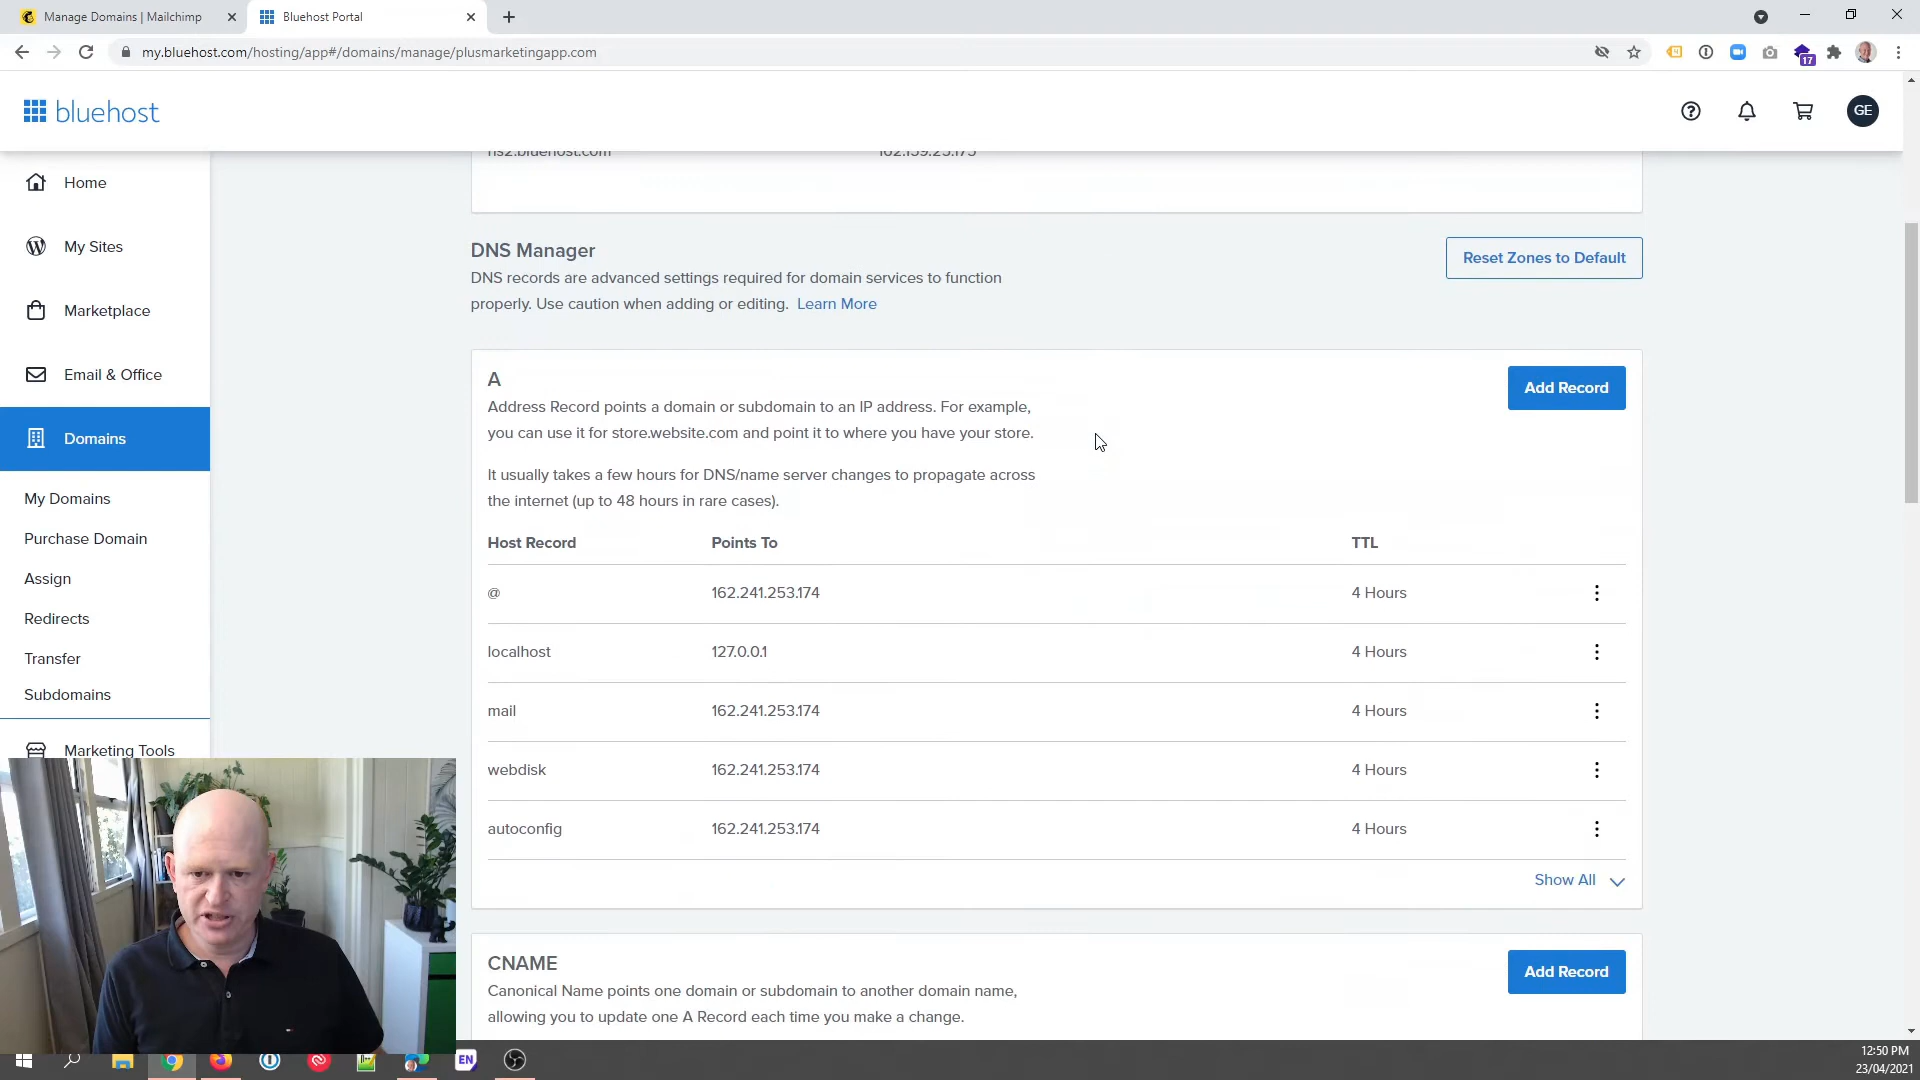 Manage Domains | Mailchimp
Bluehost Portal
my.bluehost.com/hosting/app#/domains/manage/plusmarketingapp.com
17
bluehost
GE
Home
My Sites
Marketplace
Email & Office
Domains
My Domains
Purchase Domain
Assign
Redirects
Transfer
Subdomains
Marketing Tools
ns2.bluehost.com 162.159.25.175
DNS Manager
Reset Zones to Default
DNS records are advanced settings required for domain services to function
properly. Use caution when adding or editing. Learn More
A
Add Record
Address Record points a domain or subdomain to an IP address. For example,
you can use it for store.website.com and point it to where you have your store.
It usually takes a few hours for DNS/name server changes to propagate across
the internet (up to 48 hours in rare cases).
Host Record Points To TTL
@ 162.241.253.174 4 Hours
localhost 127.0.0.1 4 Hours
mail 162.241.253.174 4 Hours
webdisk 162.241.253.174 4 Hours
autoconfig 162.241.253.174 4 Hours
Show All
CNAME
Add Record
Canonical Name points one domain or subdomain to another domain name,
allowing you to update one A Record each time you make a change.
EN
12:50 PM
23/04/2021